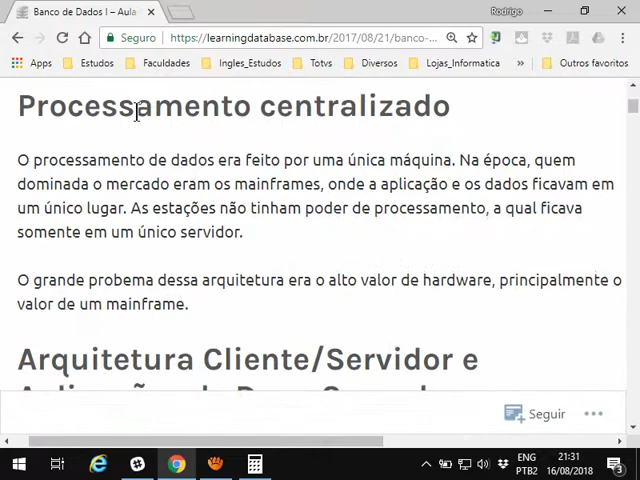 Banco de Dados I – Aula
Rodrigo
Seguro
https://learningdatabase.com.br/2017/08/21/banco-...
Apps Estudos Faculdades Ingles_Estudos Totvs Diversos Lojas_Informatica » Outros favoritos
Processamento centralizado
O processamento de dados era feito por uma única máquina. Na época, quem
dominada o mercado eram os mainframes, onde a aplicação e os dados ficavam em
um único lugar. As estações não tinham poder de processamento, a qual ficava
somente em um único servidor.
O grande probema dessa arquitetura era o alto valor de hardware, principalmente o
valor de um mainframe.
Arquitetura Cliente/Servidor e
Seguir
ENG 21:31
PTB2 16/08/2018
3